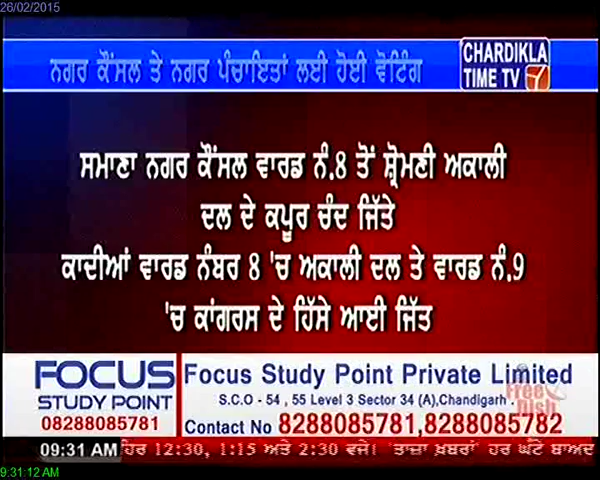 26/02/2015
ਨਗਰ ਕੌਂਸਲ ਤੇ ਨਗਰ ਪੰਚਾਇਤਾਂ ਲਈ ਹੋਈ ਵੋਟਿੰਗ
CHARDIKLA
TIME TV
ਸਮਾਣਾ ਨਗਰ ਕੌਂਸਲ ਵਾਰਡ ਨੰ.8 ਤੋਂ ਸ਼੍ਰੋਮਣੀ ਅਕਾਲੀ
ਦਲ ਦੇ ਕਪੂਰ ਚੰਦ ਜਿੱਤੇ
ਕਾਦੀਆਂ ਵਾਰਡ ਨੰਬਰ 8 'ਚ ਅਕਾਲੀ ਦਲ ਤੇ ਵਾਰਡ ਨੰ.9
'ਚ ਕਾਂਗਰਸ ਦੇ ਹਿੱਸੇ ਆਈ ਜਿੱਤ
FOCUS
STUDY POINT
08288085781
Focus Study Point Private Limited
S.C.O - 54 , 55 Level 3 Sector 34 (A),Chandigarh .
Contact No 8288085781,8288085782
Free
Dish
09:31 AM ਹਿਰ 12:30, 1:15 ਅਤੇ 2:30 ਵਜੇ। 'ਤਾਜ਼ਾ ਖ਼ਬਰਾਂ' ਹਰ ਘੰਟੇ ਬਾਅਦ
9:31:12 AM